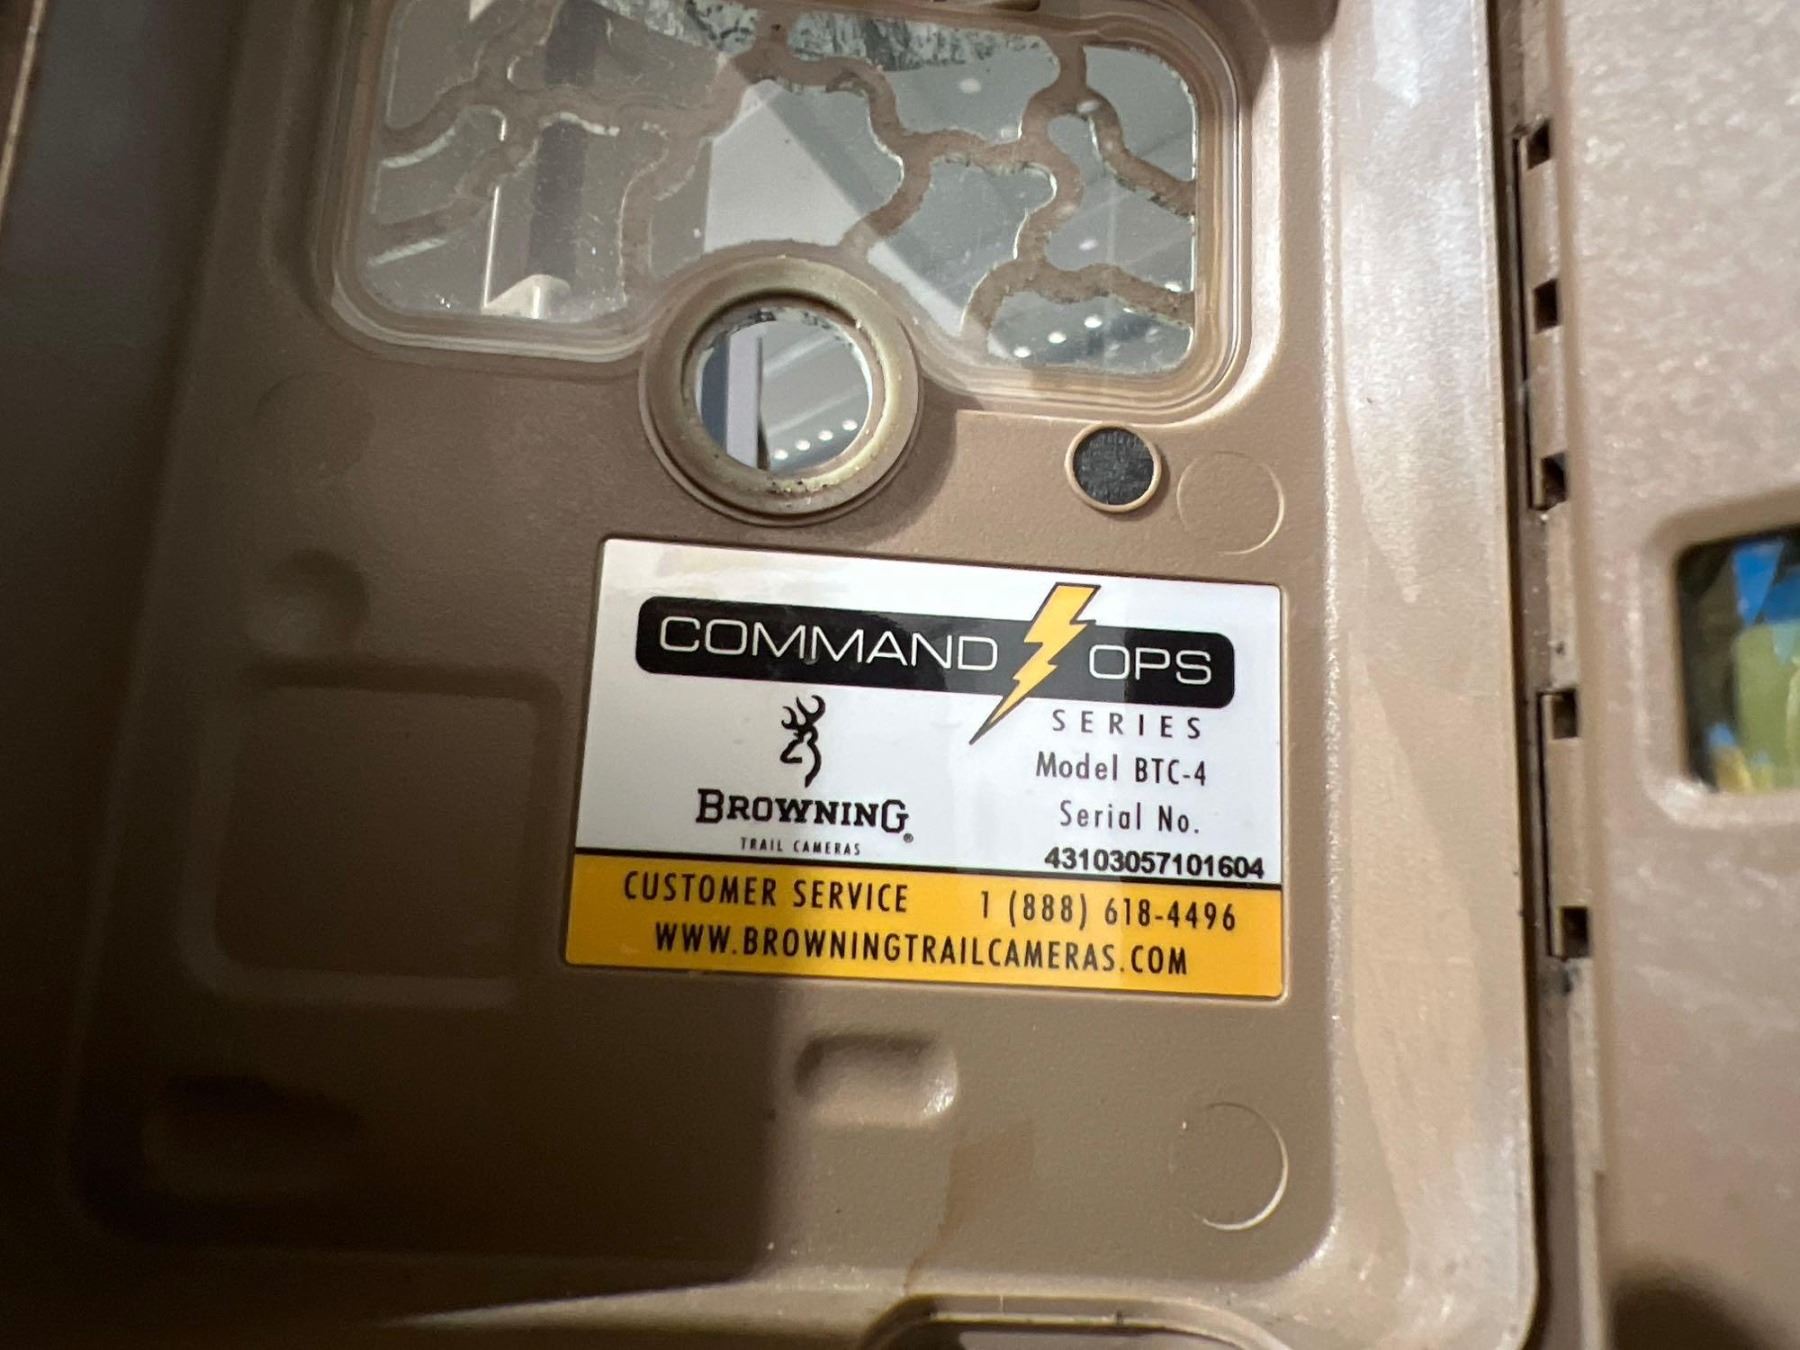 COMMAND OPS
SERIES
Model BTC-4
Serial No.
43103057101604
BROWNING®
TRAIL CAMERAS
CUSTOMER SERVICE 1 (888) 618-4496
WWW.BROWNINGTRAILCAMERAS.COM